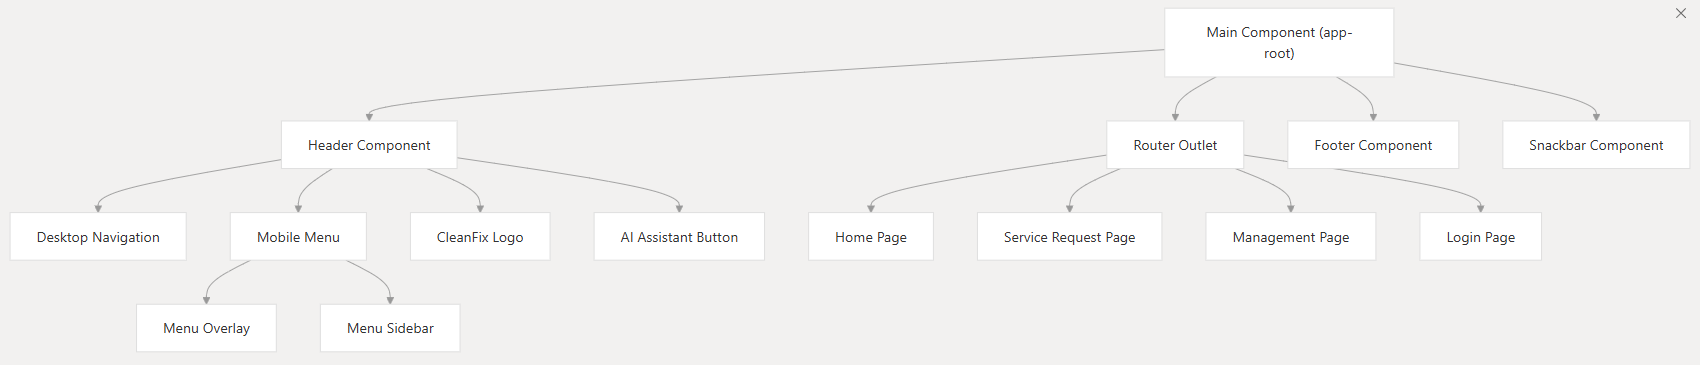 Main Component (app-
root)
Header Component
Router Outlet
Footer Component
Snackbar Component
Desktop Navigation
Mobile Menu
CleanFix Logo
AI Assistant Button
Home Page
Service Request Page
Management Page
Login Page
Menu Overlay
Menu Sidebar